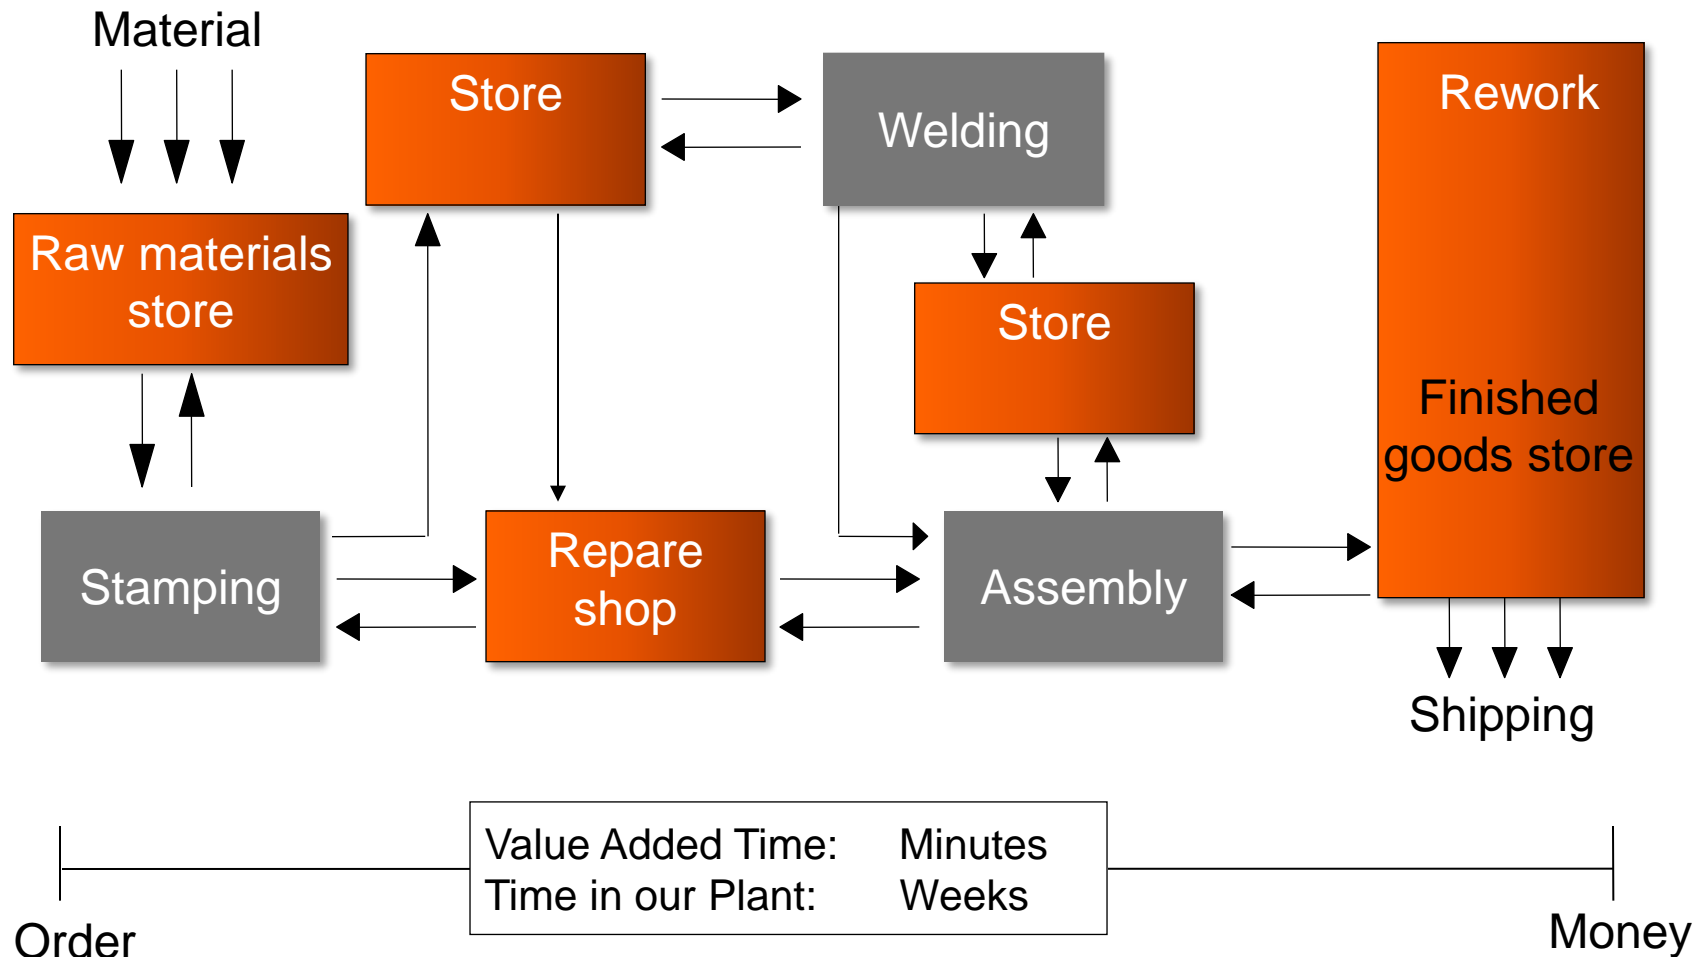 Material
Store
Welding
Rework
Raw materials
store
Store
Finished
goods store
Stamping
Repare
shop
Assembly
Shipping
Value Added Time: Minutes
Time in our Plant: Weeks
Order
Money